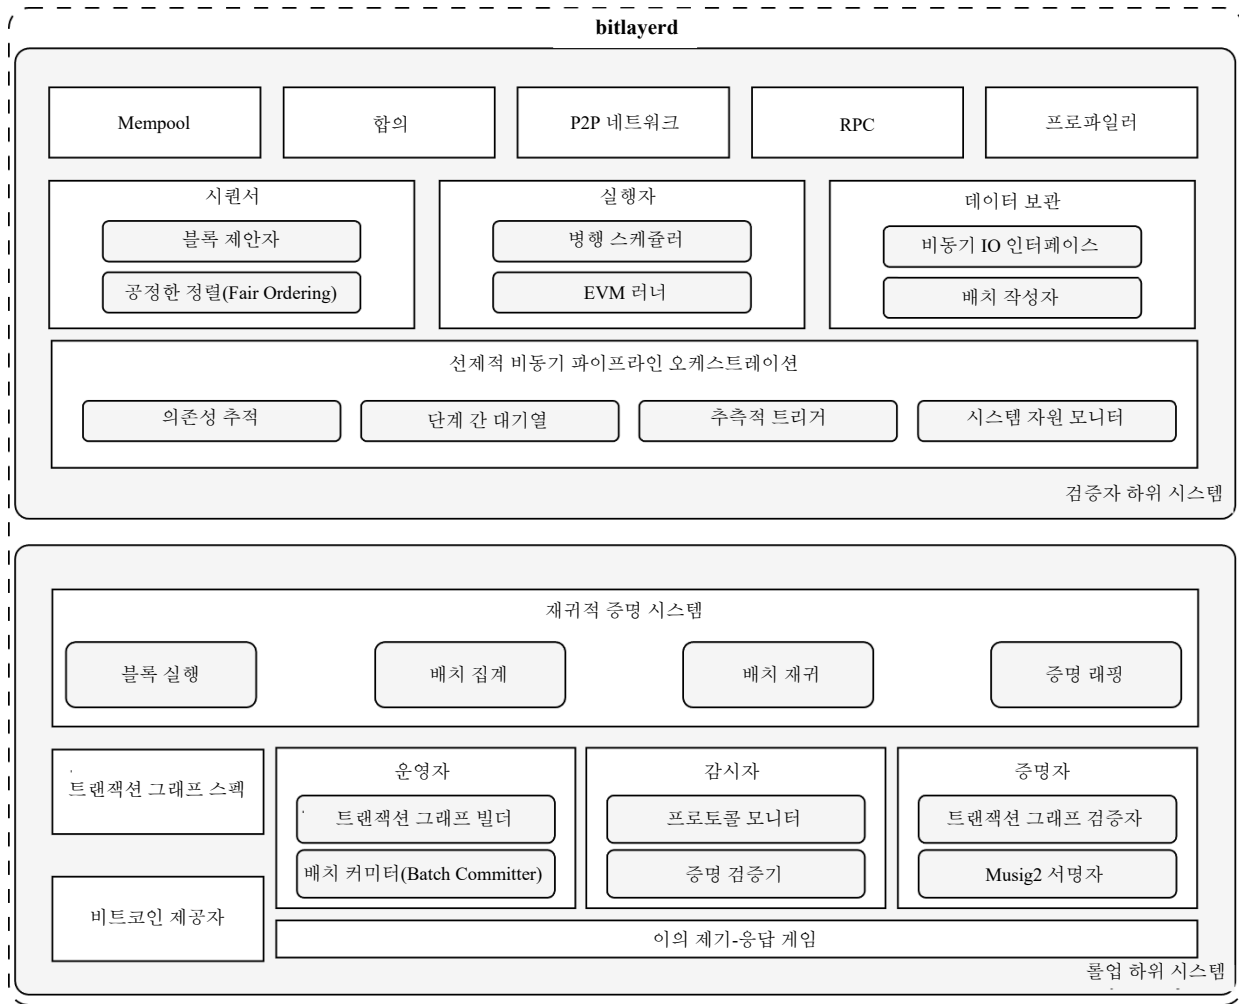 bitlayerd
Mempool
합의
P2P 네트워크
RPC
프로파일러
시퀀서
블록 제안자
공정한 정렬(Fair Ordering)
실행자
병행 스케쥴러
EVM 러너
데이터 보관
비동기 IO 인터페이스
배치 작성자
선제적 비동기 파이프라인 오케스트레이션
의존성 추적
단계 간 대기열
추측적 트리거
시스템 자원 모니터
검증자 하위 시스템
재귀적 증명 시스템
블록 실행
배치 집계
배치 재귀
증명 래핑
트랜잭션 그래프 스펙
비트코인 제공자
운영자
트랜잭션 그래프 빌더
배치 커미터(Batch Committer)
감시자
프로토콜 모니터
증명 검증기
증명자
트랜잭션 그래프 검증자
Musig2 서명자
이의 제기-응답 게임
롤업 하위 시스템